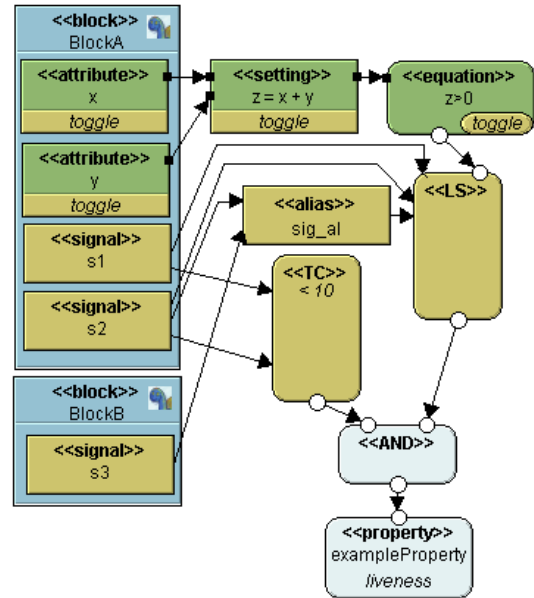 <<block>>
BlockA
<<attribute>>
x
toggle
<<setting>>
z = x + y
toggle
<<equation>>
z>0
toggle
<<attribute>>
y
toggle
<<LS>>
<<alias>>
sig_al
<<signal>>
s1
<<TC>>
< 10
<<signal>>
s2
<<block>>
BlockB
<<signal>>
s3
<<AND>>
<<property>>
exampleProperty
liveness